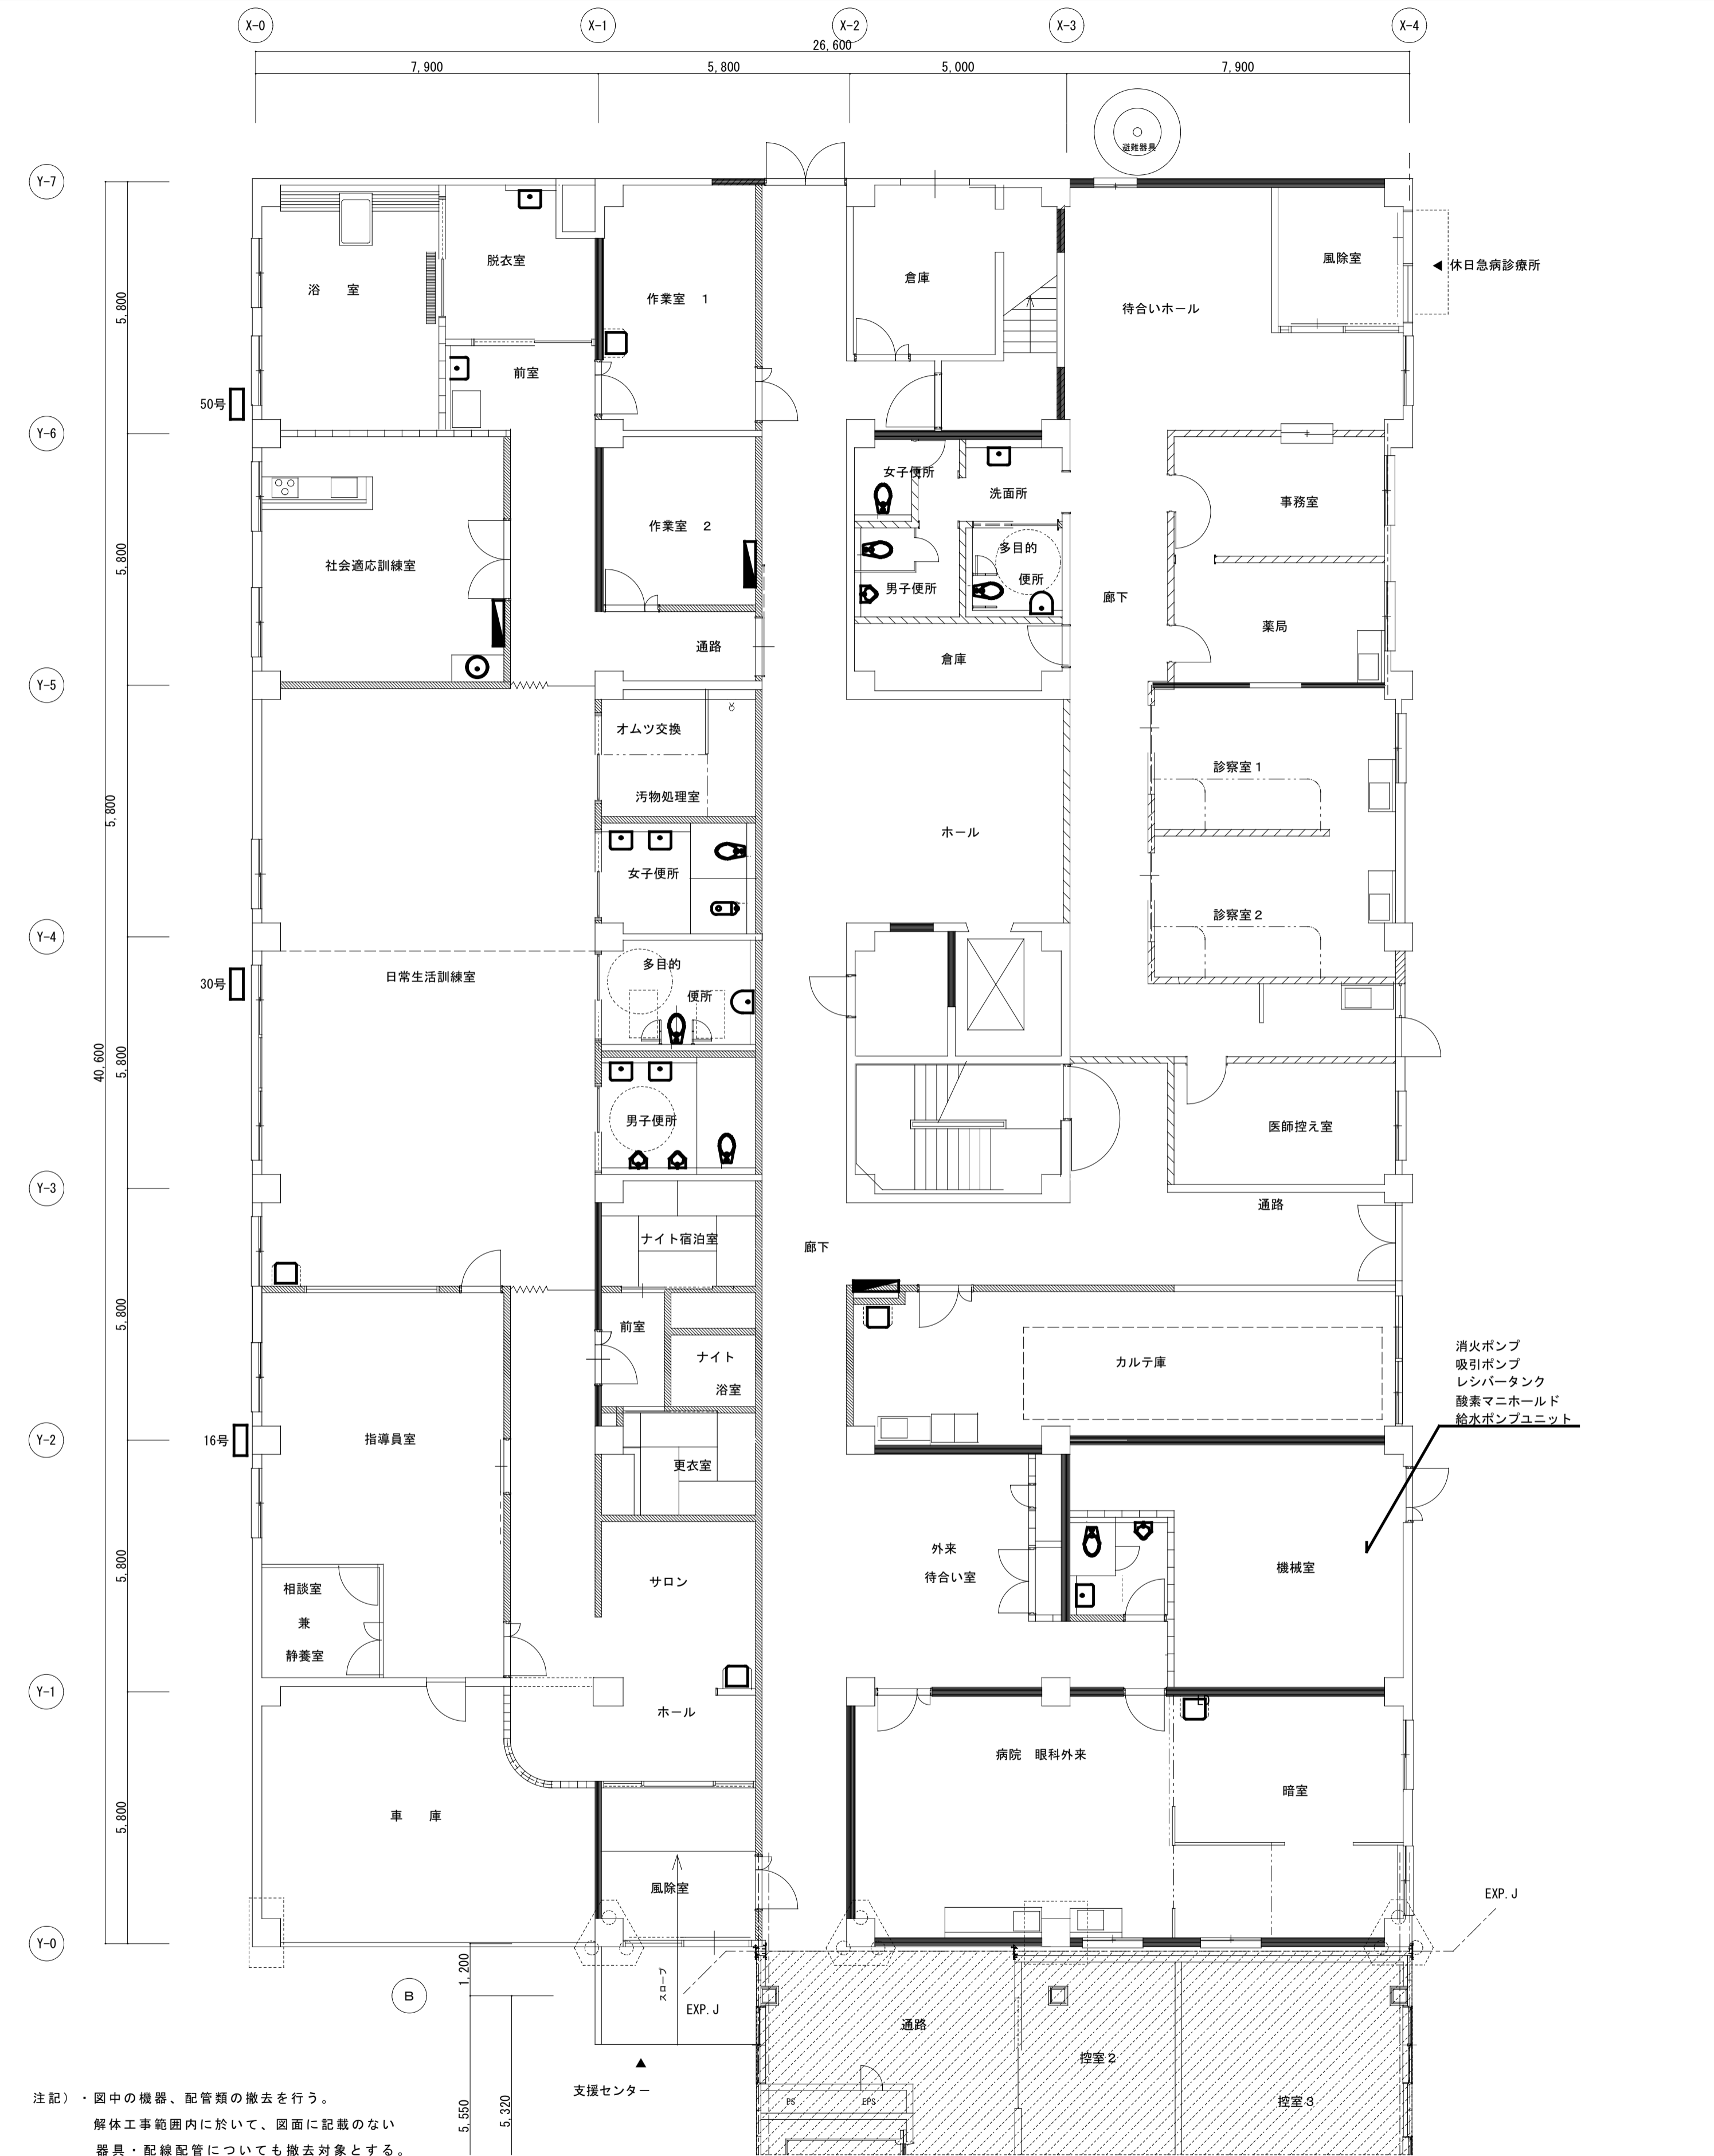 X-0
X-1
X-2
X-3
X-4
26,600
7,900
5,800
5,000
7,900
避難器具
Y-7
Y-6
Y-5
Y-4
Y-3
Y-2
Y-1
Y-0
5,800
5,800
5,800
5,800
5,800
5,800
5,800
40,600
浴 室
脱衣室
前室
作業室 1
倉庫
待合いホール
風除室
休日急病診療所
50号
社会適応訓練室
作業室 2
女子便所
洗面所
多目的
便所
男子便所
事務室
廊下
薬局
通路
倉庫
オムツ交換
汚物処理室
診察室1
女子便所
ホール
診察室2
30号
日常生活訓練室
多目的
便所
男子便所
医師控え室
通路
ナイト宿泊室
廊下
前室
ナイト
浴室
カルテ庫
消火ポンプ
吸引ポンプ
レシバータンク
酸素マニホールド
給水ポンプユニット
16号
指導員室
更衣室
外来
待合い室
機械室
サロン
相談室
兼
静養室
ホール
病院 眼科外来
暗室
車 庫
風除室
EXP.J
B
1,200
スロープ
EXP.J
通路
控室2
控室3
支援センター
PS
EPS
5,550
5,320
注記）・図中の機器、配管類の撤去を行う。
解体工事範囲内に於いて、図面に記載のない
器具・配線配管についても撤去対象とする。